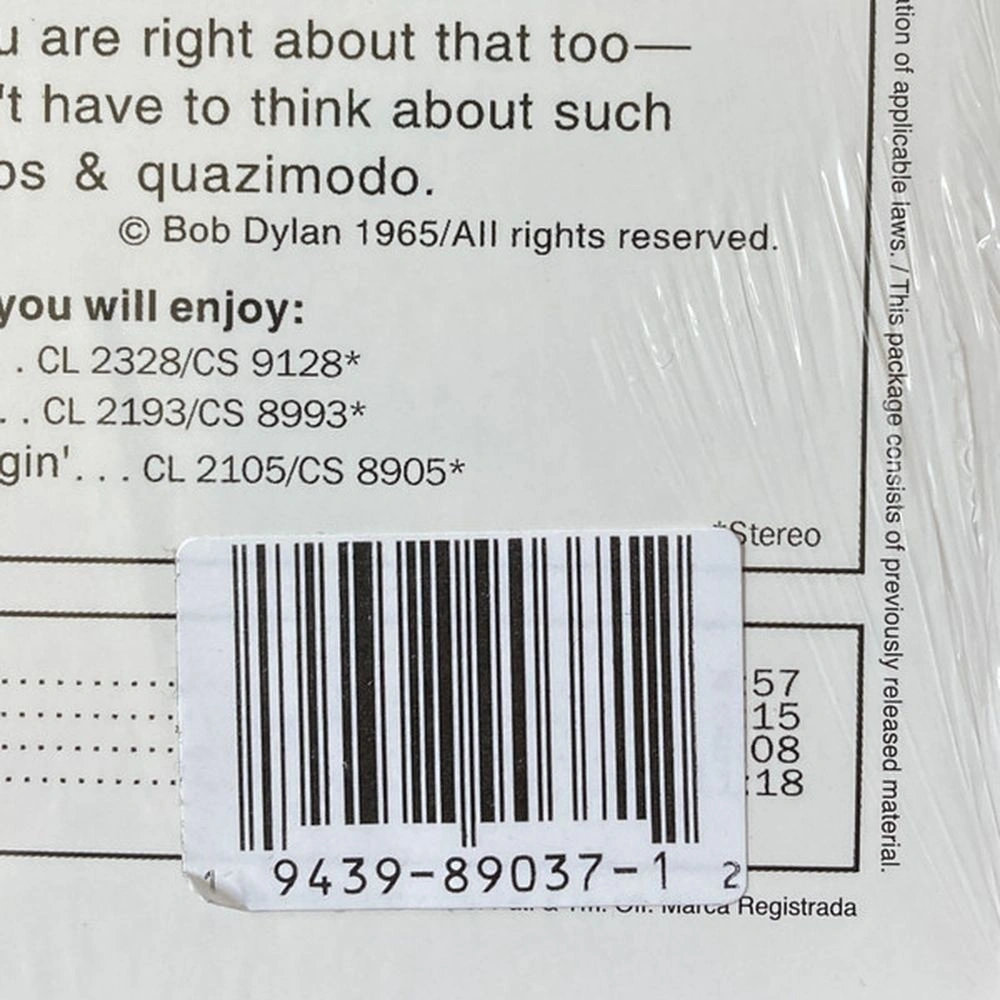 u are right about that too—
't have to think about such
os & quazimodo.
© Bob Dylan 1965/All rights reserved.
you will enjoy:
. CL 2328/CS 9128*
. . CL 2193/CS 8993*
gin'. . . CL 2105/CS 8905*
*Stereo
57
15
08
:18
1 9439-89037-1 2
Marca Registrada
ation of applicable laws. / This package consists of previously released material.